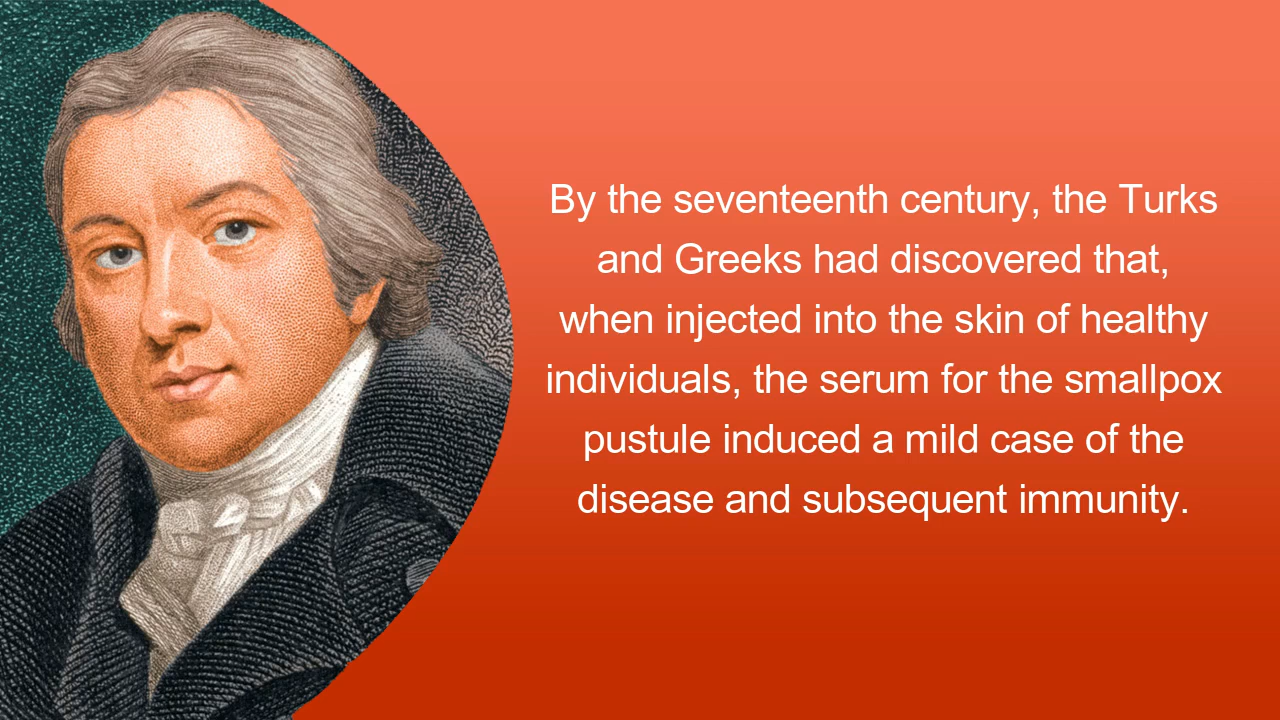 By the seventeenth century, the Turks
and Greeks had discovered that,
when injected into the skin of healthy
individuals, the serum for the smallpox
pustule induced a mild case of the
disease and subsequent immunity.